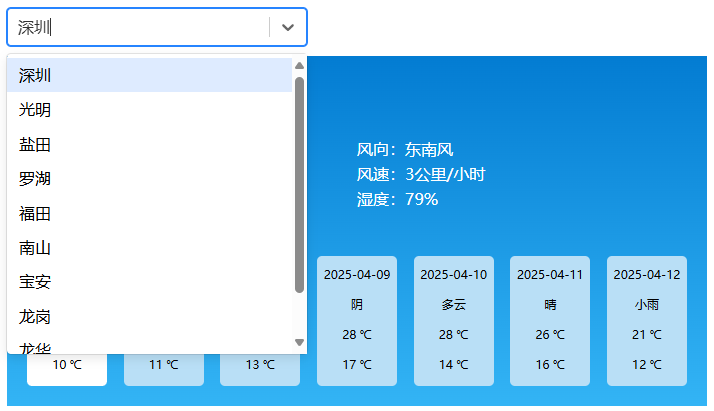 深圳
深圳
光明
盐田
罗湖
福田
南山
宝安
龙岗
龙华
风向：东南风
风速：3公里/小时
湿度：79%
10 ℃
11 ℃
13 ℃
2025-04-09
阴
28 ℃
17 ℃
2025-04-10
多云
28 ℃
14 ℃
2025-04-11
晴
26 ℃
16 ℃
2025-04-12
小雨
21 ℃
12 ℃